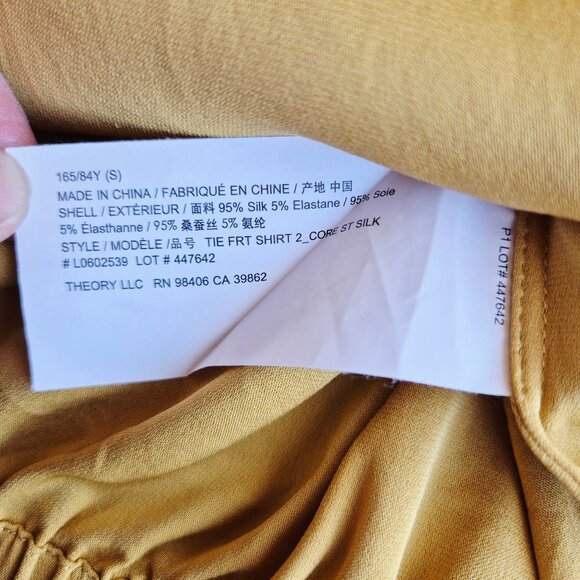 165/84Y (S)
MADE IN CHINA / FABRIQUÉ EN CHINE / 产地 中国
SHELL / EXTÉRIEUR / 面料 95% Silk 5% Elastane / 95% Soie
5% Élasthanne / 95% 桑蚕丝 5% 氨纶
STYLE / MODÈLE /品号 TIE FRT SHIRT 2_CORE ST SILK
# L0602539 LOT# 447642
THEORY LLC RN 98406 CA 39862
P1 LOT# 447642